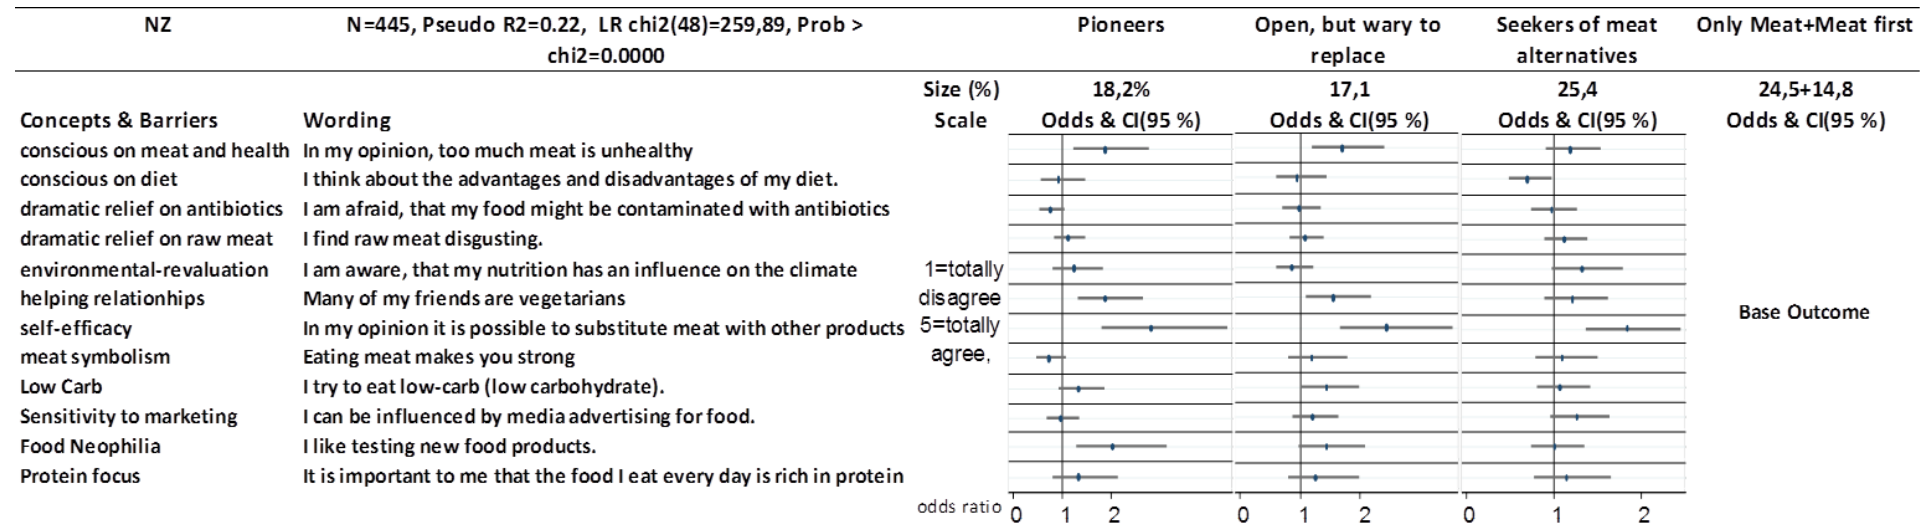 NZ N=445, Pseudo R2=0.22, LR chi2(48)=259,89, Prob > Pioneers Open, but wary to Seekers of meat Only Meat+Meat first
chi2=0.0000 replace alternatives
Size (%) 18,2% 17,1 25,4 24,5+14,8
Concepts & Barriers Wording Scale Odds & CI(95 %) Odds & CI(95 %) Odds & CI(95 %) Odds & CI(95 %)
conscious on meat and health In my opinion, too much meat is unhealthy
conscious on diet I think about the advantages and disadvantages of my diet.
dramatic relief on antibiotics I am afraid, that my food might be contaminated with antibiotics
dramatic relief on raw meat I find raw meat disgusting.
environmental-revaluation I am aware, that my nutrition has an influence on the climate 1=totally
helping relationhips Many of my friends are vegetarians disagree
Base Outcome
self-efficacy In my opinion it is possible to substitute meat with other products 5=totally
meat symbolism Eating meat makes you strong agree,
Low Carb I try to eat low-carb (low carbohydrate).
Sensitivity to marketing I can be influenced by media advertising for food.
Food Neophilia I like testing new food products.
Protein focus It is important to me that the food I eat every day is rich in protein
odds ratio 0 1 2 0 1 2 0 1 2